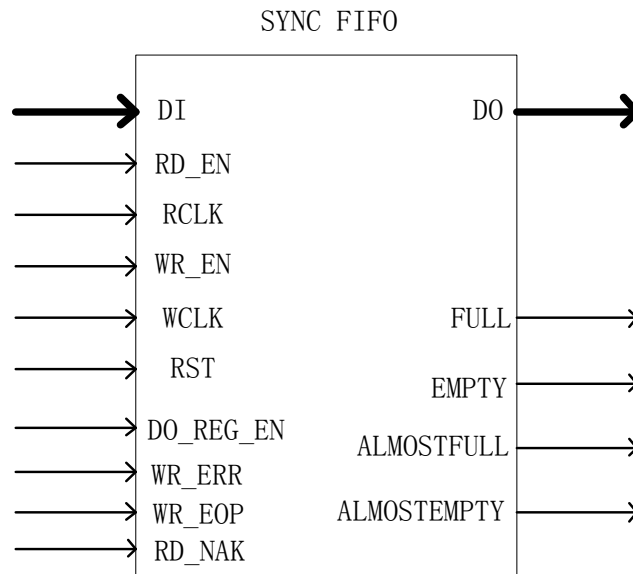 SYNC FIFO
DI
DO
RD_EN
RCLK
WR_EN
WCLK
FULL
RST
EMPTY
DO_REG_EN
ALMOSTFULL
WR_ERR
WR_EOP
ALMOSTEMPTY
RD_NAK